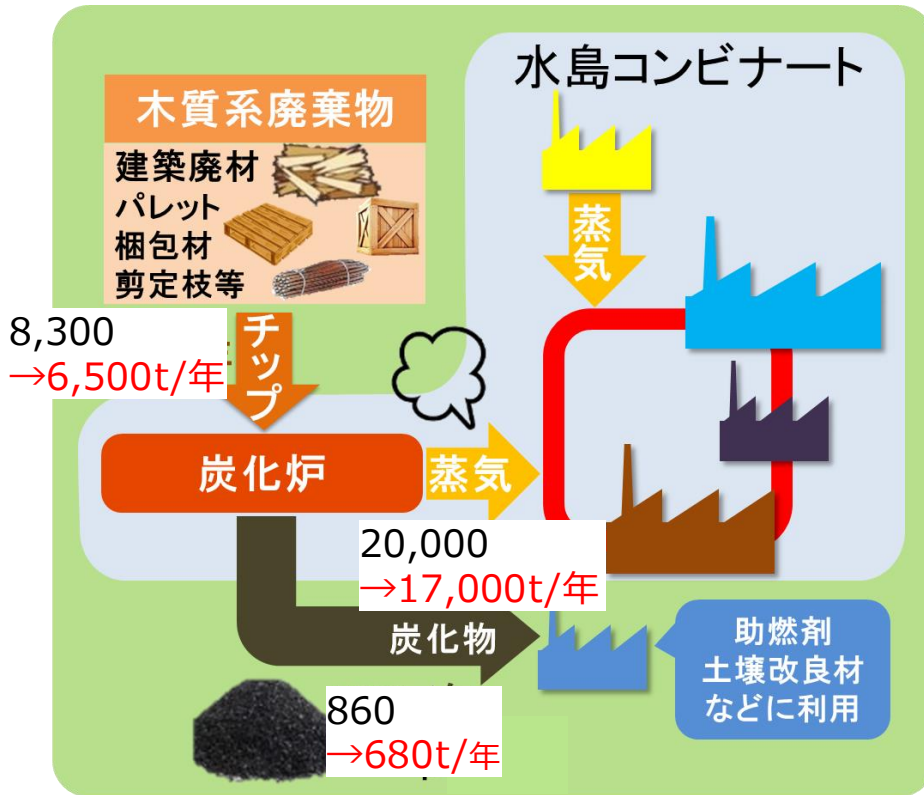 水島コンビナート
木質系廃棄物
建築廃材
パレット
梱包材
剪定枝等
蒸気
8,300
→6,500t/年
チップ
炭化炉
蒸気
20,000
→17,000t/年
炭化物
助燃剤
土壌改良材
などに利用
860
→680t/年